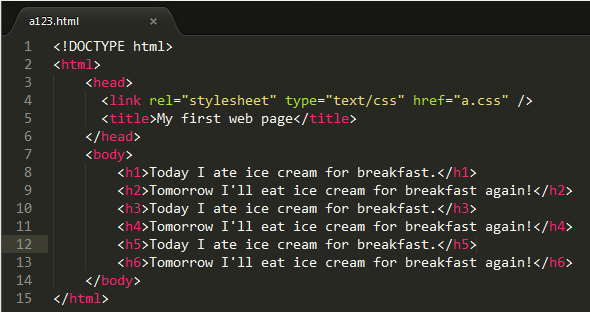 a123.html ×
1 <!DOCTYPE html>
2 <html>
3 <head>
4 <link rel="stylesheet" type="text/css" href="a.css" />
5 <title>My first web page</title>
6 </head>
7 <body>
8 <h1>Today I ate ice cream for breakfast.</h1>
9 <h2>Tomorrow I'll eat ice cream for breakfast again!</h2>
10 <h3>Today I ate ice cream for breakfast.</h3>
11 <h4>Tomorrow I'll eat ice cream for breakfast again!</h4>
12 <h5>Today I ate ice cream for breakfast.</h5>
13 <h6>Tomorrow I'll eat ice cream for breakfast again!</h6>
14 </body>
15 </html>